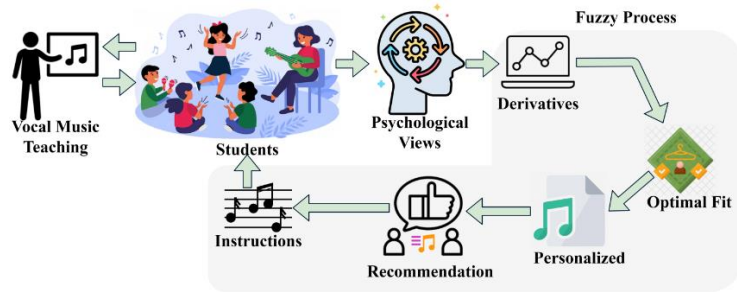 Fuzzy Process
Vocal Music
Teaching
Students
Psychological
Views
Derivatives
Optimal Fit
Personalized
Recommendation
Instructions